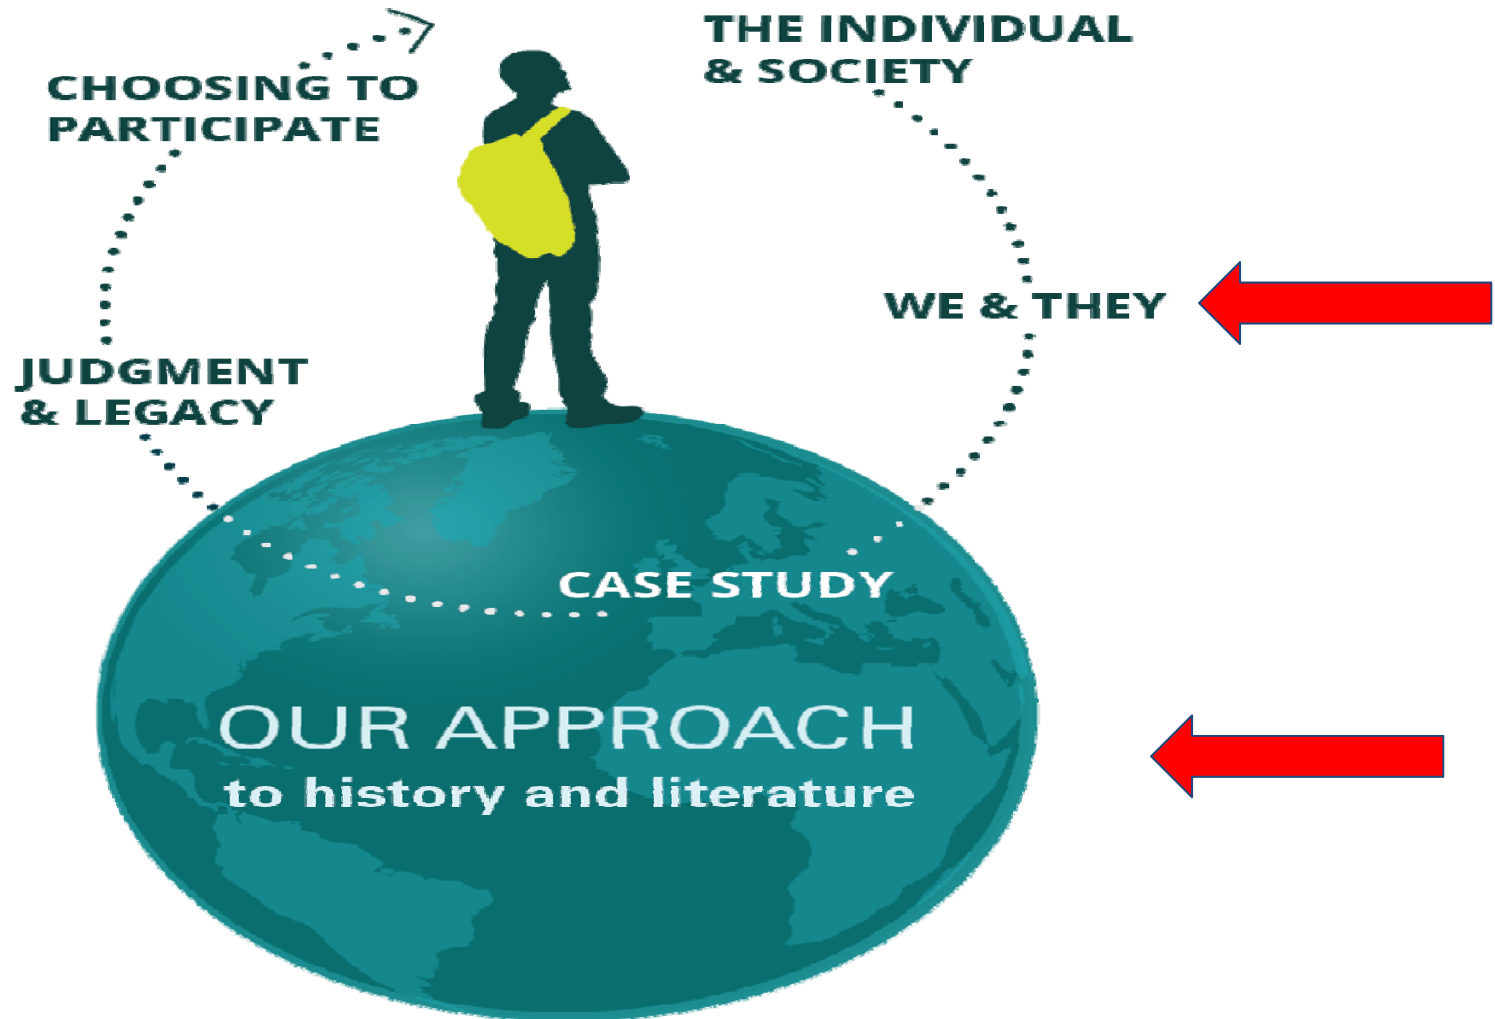 THE INDIVIDUAL
& SOCIETY
WE & THEY
CASE STUDY
JUDGMENT
& LEGACY
CHOOSING TO
PARTICIPATE
OUR APPROACH
to history and literature